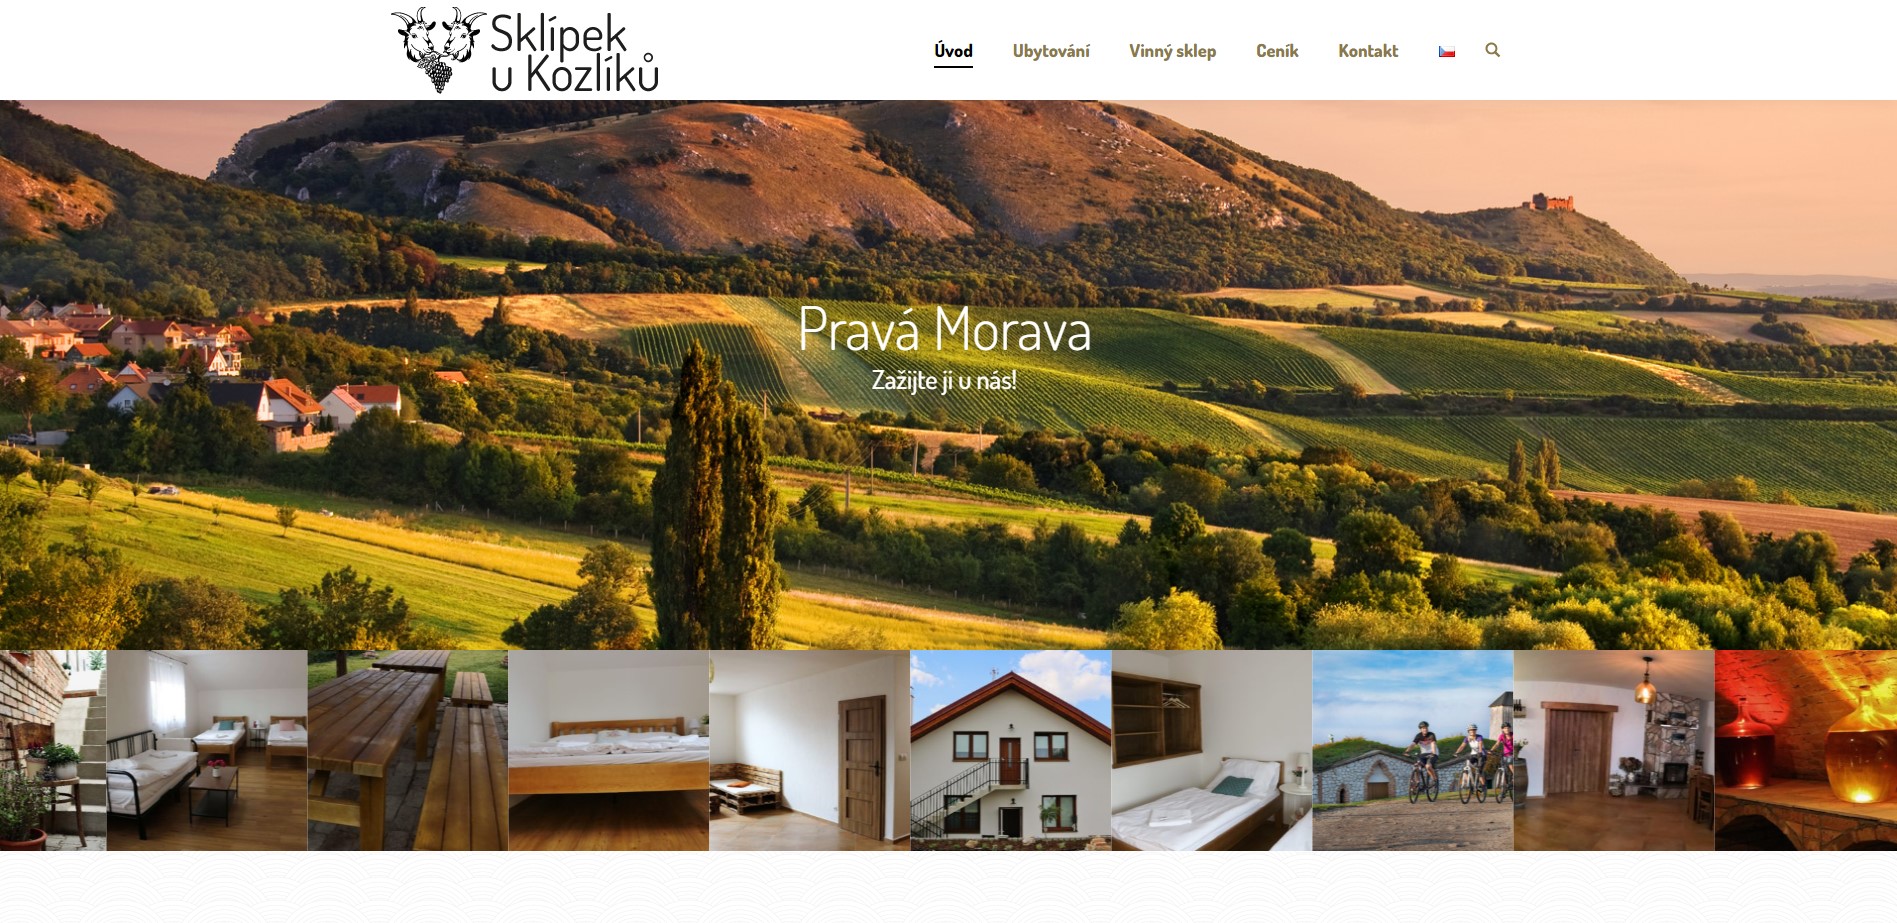 Sklípek
u Kozlíků
Úvod
Ubytování
Vinný sklep
Ceník
Kontakt
Pravá Morava
Zažijte ji u nás!